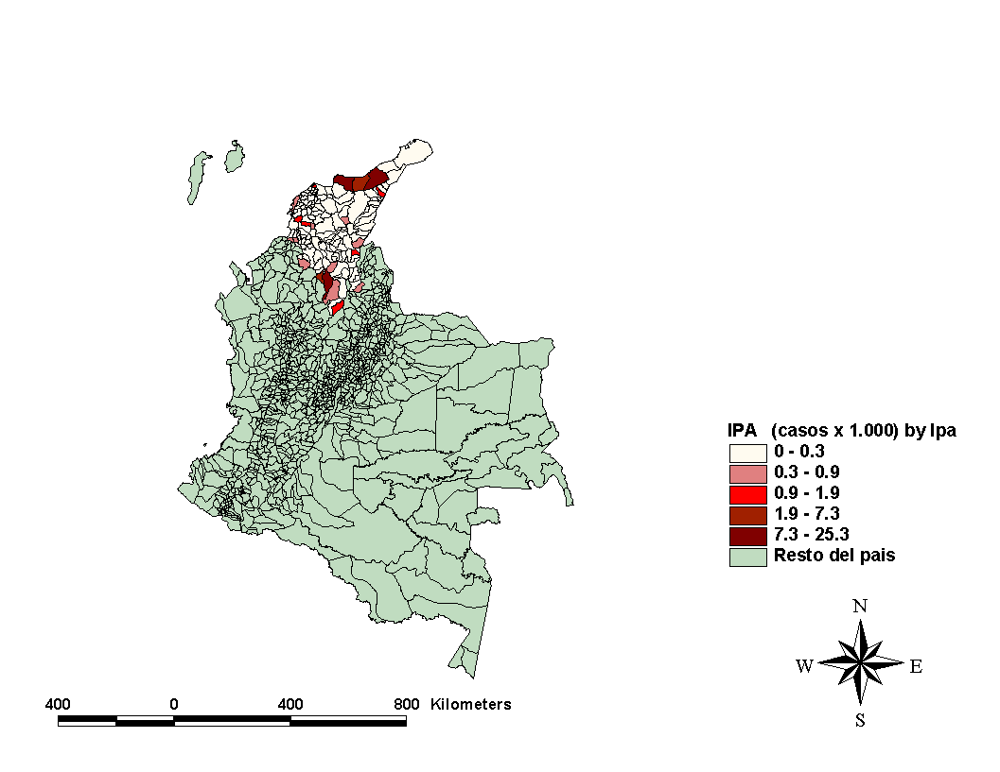 IPA (casos x 1.000) by Ipa
0 - 0.3
0.3 - 0.9
0.9 - 1.9
1.9 - 7.3
7.3 - 25.3
Resto del pais
N
W E
S
400 0 400 800 Kilometers